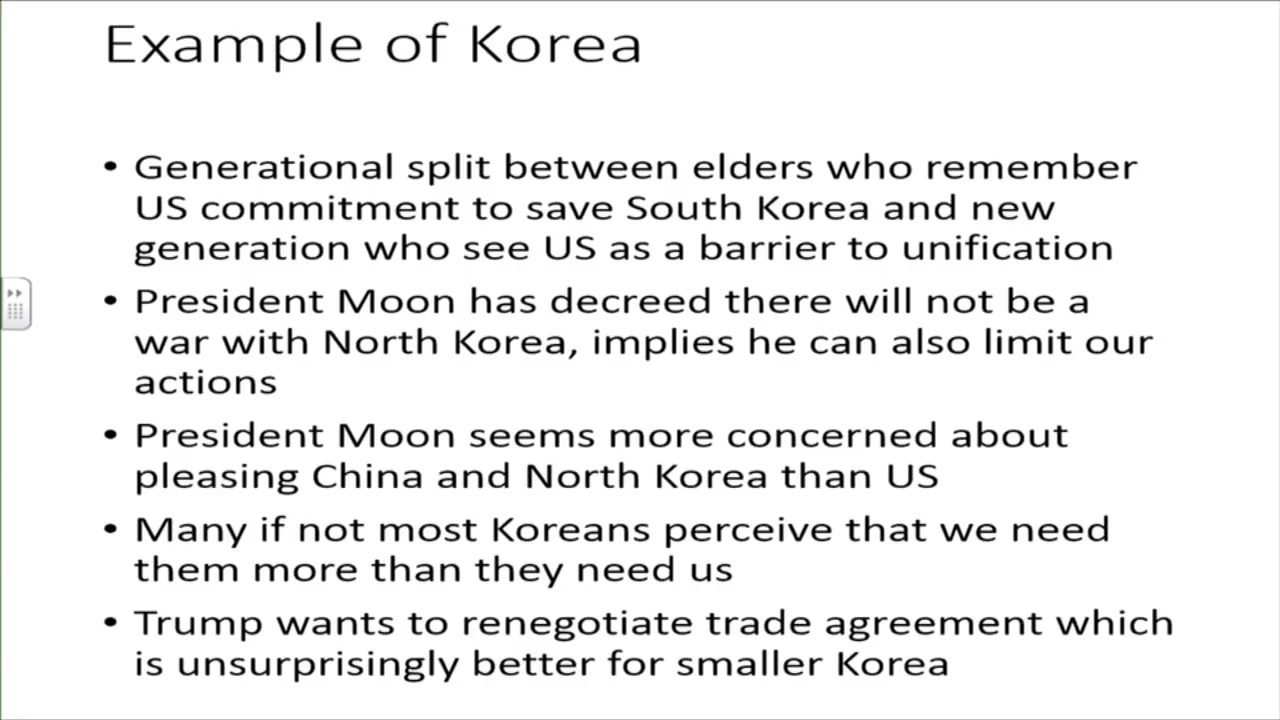 Example of Korea
• Generational split between elders who remember
US commitment to save South Korea and new
generation who see US as a barrier to unification
• President Moon has decreed there will not be a
war with North Korea, implies he can also limit our
actions
• President Moon seems more concerned about
pleasing China and North Korea than US
• Many if not most Koreans perceive that we need
them more than they need us
• Trump wants to renegotiate trade agreement which
is unsurprisingly better for smaller Korea